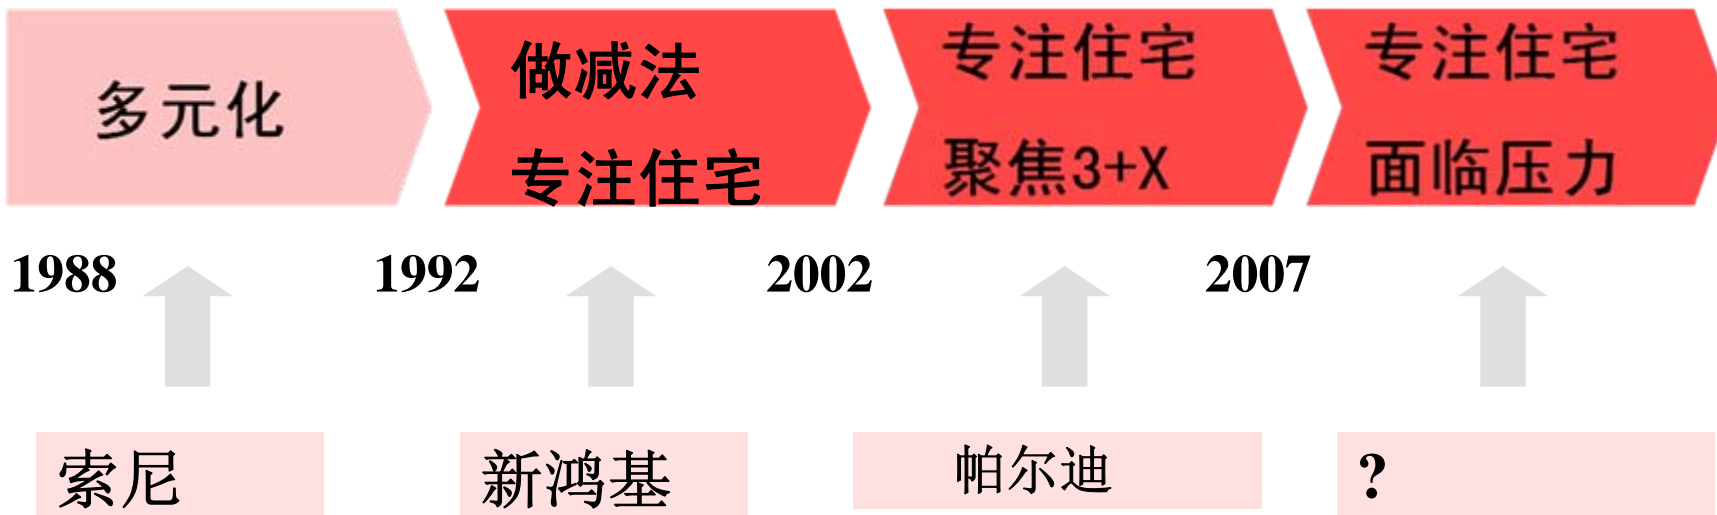 多元化
做减法
专注住宅
专注住宅
聚焦3+X
专注住宅
面临压力
1988
1992
2002
2007
索尼
新鸿基
帕尔迪
?